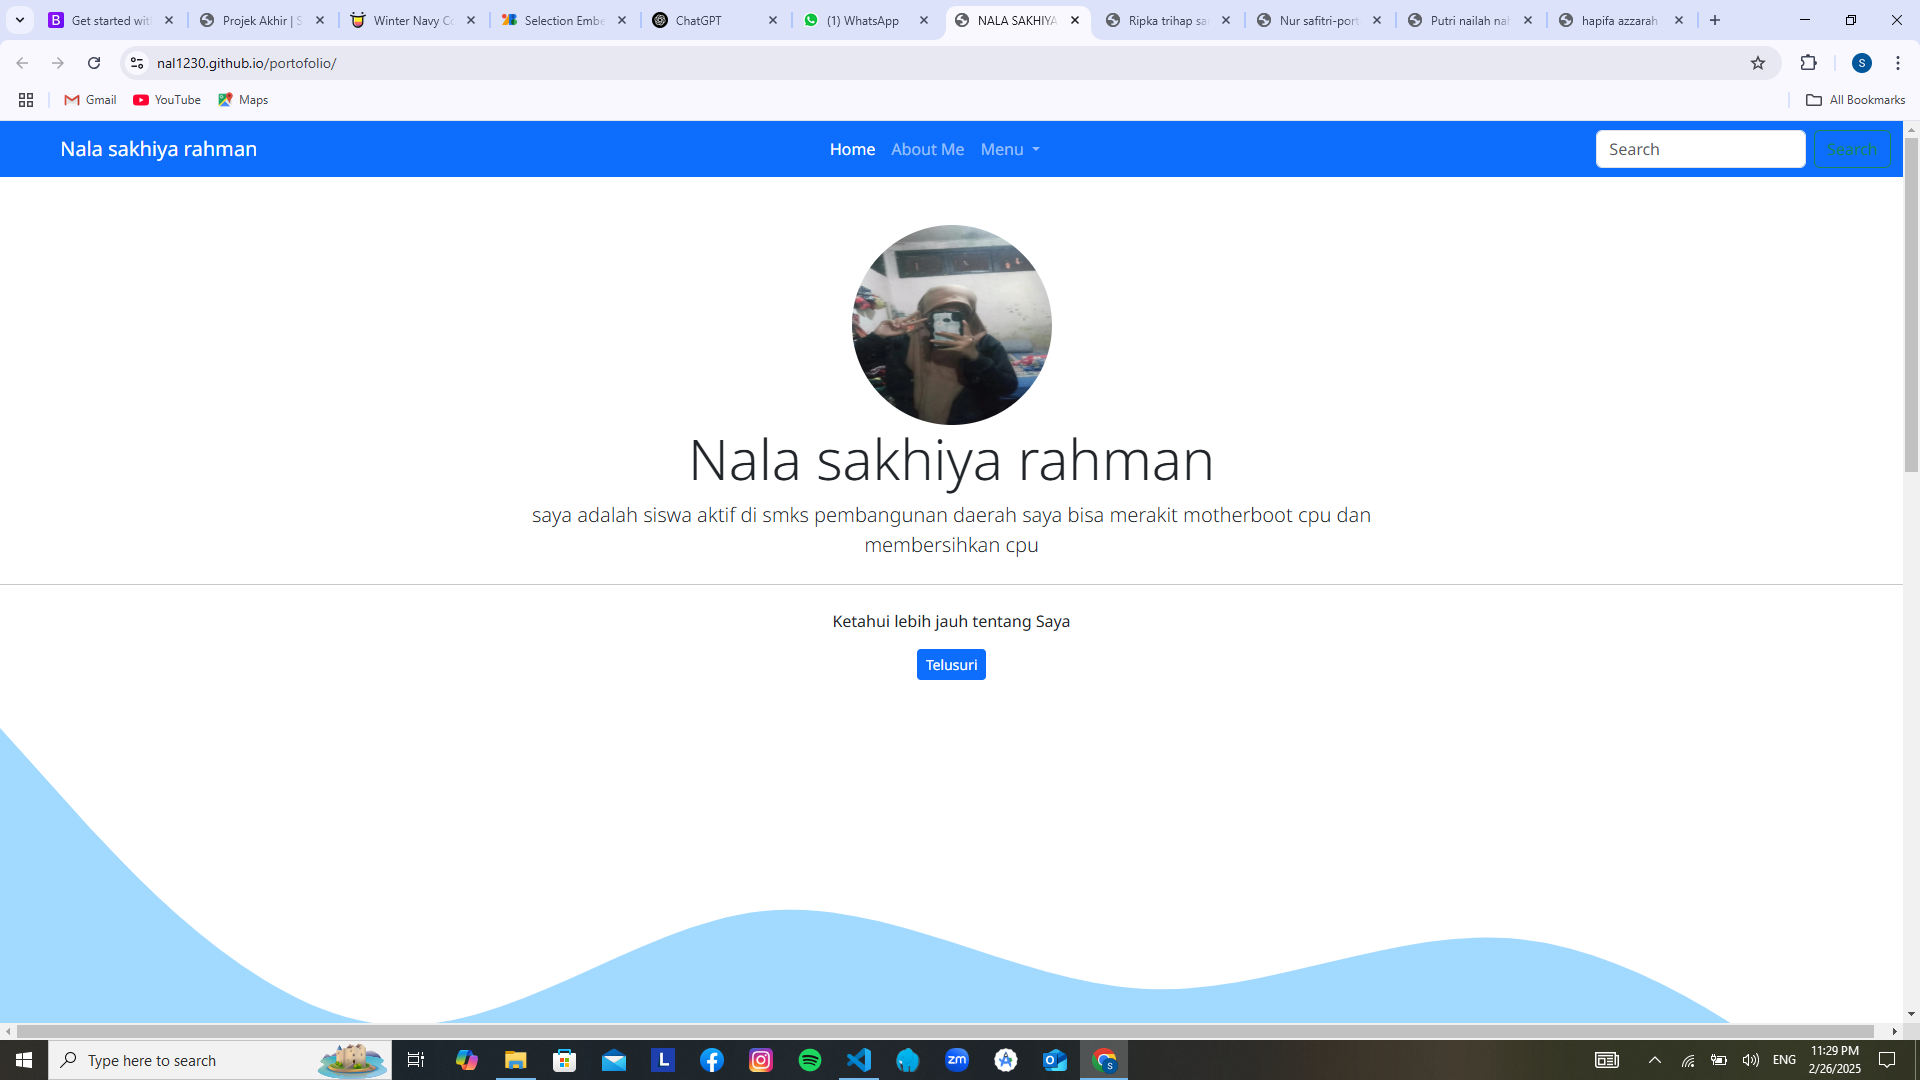 Get started wit
Projek Akhir | S
Winter Navy Co
Selection Embe
ChatGPT
(1) WhatsApp
NALA SAKHIYA
Ripka trihap sa
Nur safitri-port
Putri nailah na
hapifa azzarah
nal1230.github.io/portofolio/
S
Gmail
YouTube
Maps
All Bookmarks
Nala sakhiya rahman
Home
About Me
Menu
Search
Search
Nala sakhiya rahman
saya adalah siswa aktif di smks pembangunan daerah saya bisa merakit motherboot cpu dan
membersihkan cpu
Ketahui lebih jauh tentang Saya
Telusuri
Type here to search
L
zm
S
ENG
11:29 PM
2/26/2025